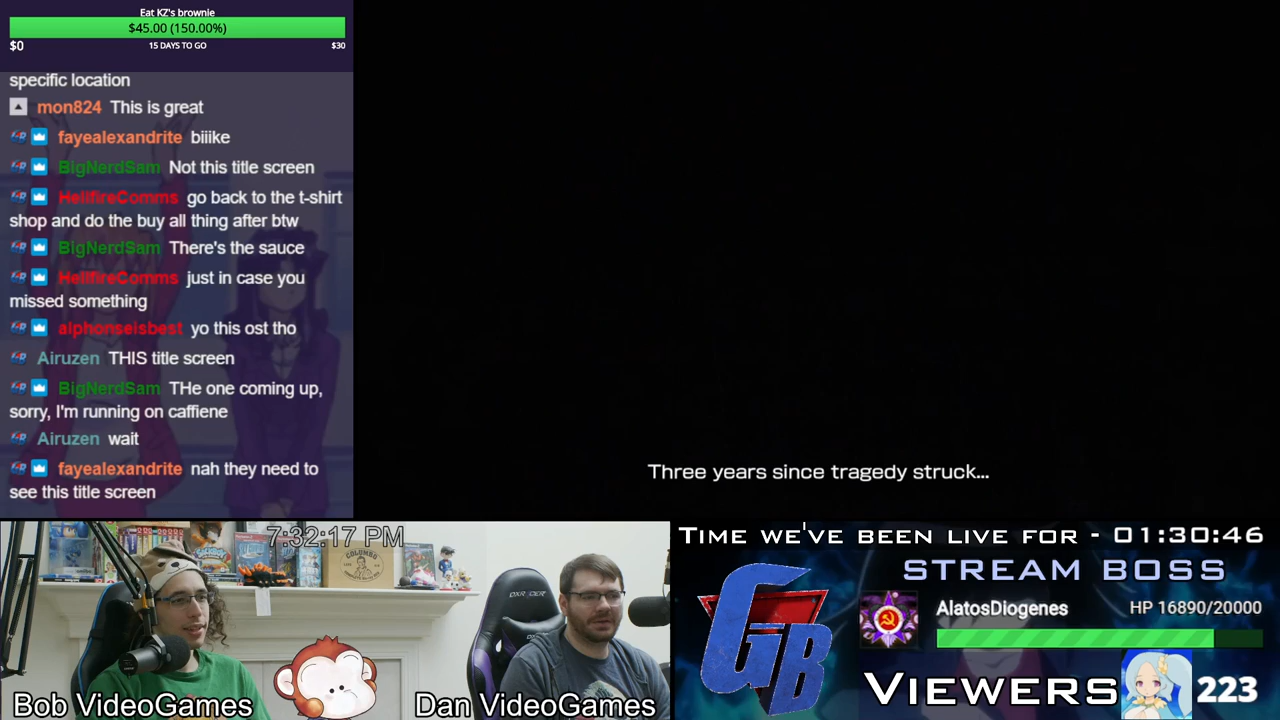 Eat KZ's brownie
$45.00 (150.00%)
$0
15 DAYS TO GO
$30
specific location
mon824 This is great
fayealexandrite biiike
BigNerdSam Not this title screen
HellfireComms go back to the t-shirt
shop and do the buy all thing after btw
BigNerdSam There's the sauce
HellfireComms just in case you
missed something
alphonseisbest yo this ost tho
Airuzen THIS title screen
BigNerdSam THe one coming up,
sorry, I'm running on caffiene
Airuzen wait
fayealexandrite nah they need to
see this title screen
Three years since tragedy struck...
7:32:17 PM
COLUMBO
DXRACER
Bob VideoGames
Dan VideoGames
TIME WE'VE BEEN LIVE FOR - 01:30:46
STREAM BOSS
AlatosDiogenes
HP 16890/20000
GGB
VIEWERS
223